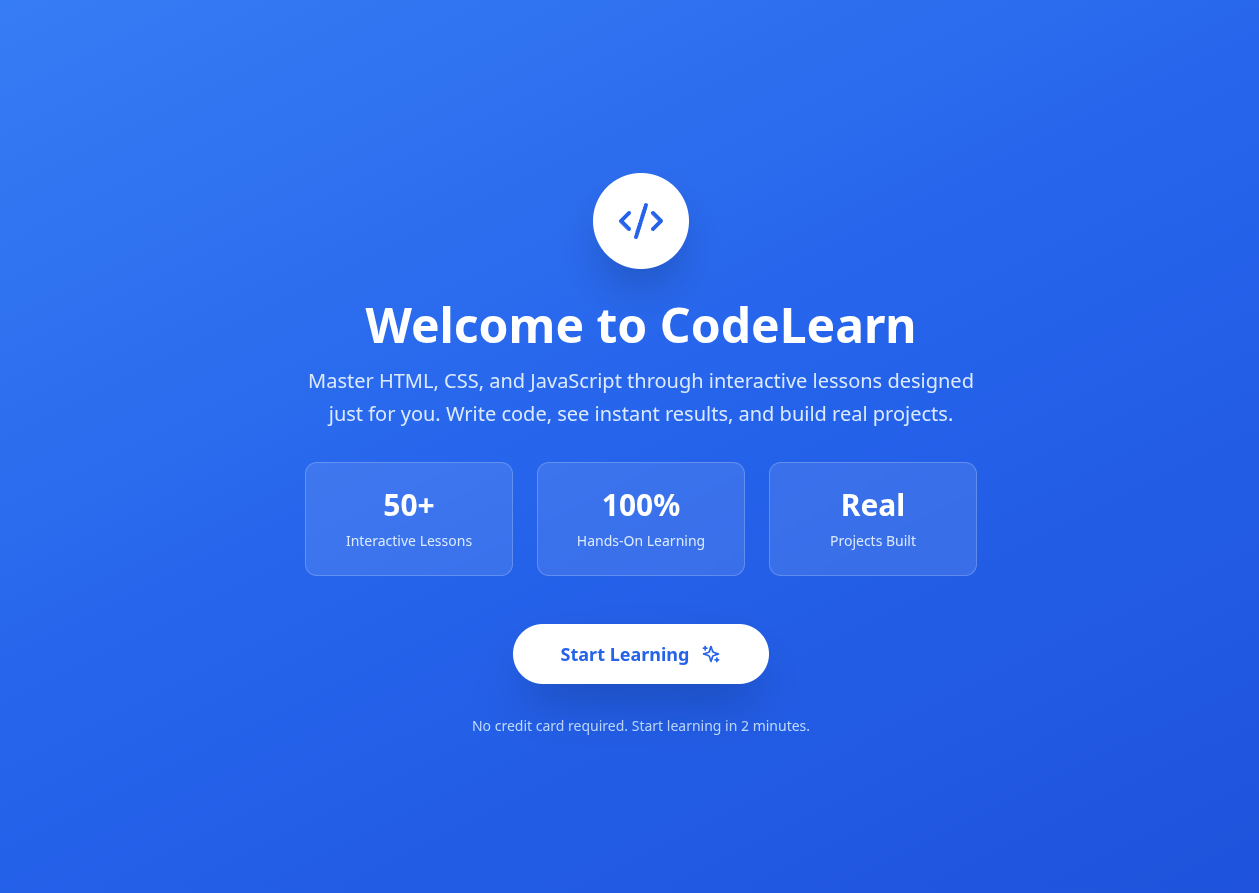 Welcome to CodeLearn
Master HTML, CSS, and JavaScript through interactive lessons designed
just for you. Write code, see instant results, and build real projects.
50+
Interactive Lessons
100%
Hands-On Learning
Real
Projects Built
Start Learning
No credit card required. Start learning in 2 minutes.